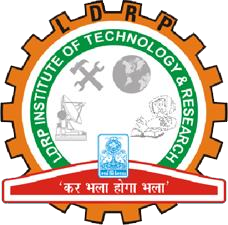 LDRP
LDRP INSTITUTE OF TECHNOLOGY & RESEARCH
'कर भला होगा भला'